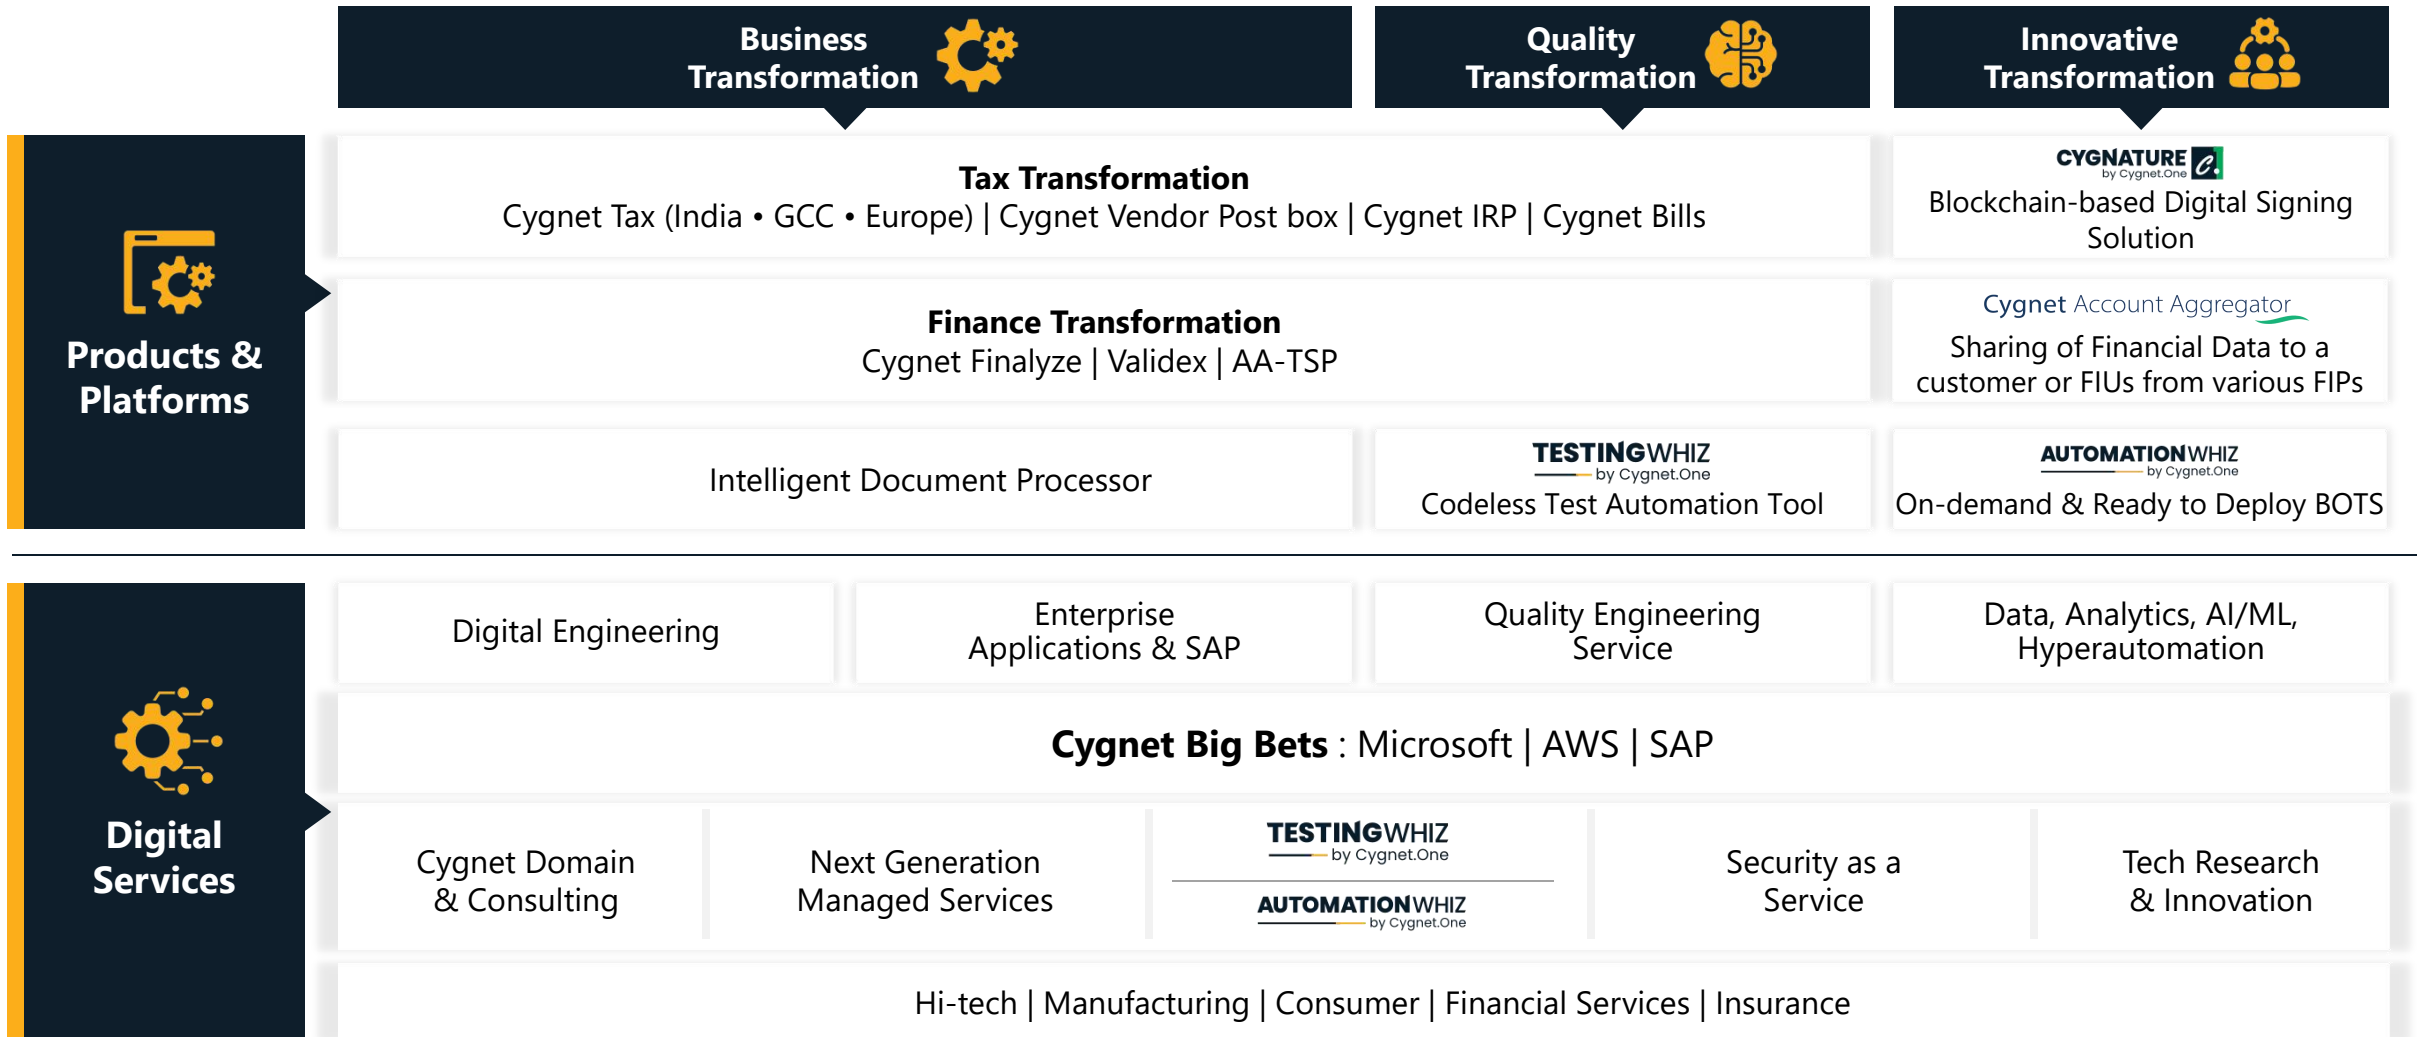 Business
Transformation
Quality
Transformation
Innovative
Transformation
Products &
Platforms
Tax Transformation
Cygnet Tax (India • GCC • Europe) | Cygnet Vendor Post box | Cygnet IRP | Cygnet Bills
CYGNATURE
by Cygnet.One
Blockchain-based Digital Signing
Solution
Finance Transformation
Cygnet Finalyze | Validex | AA-TSP
Cygnet Account Aggregator
Sharing of Financial Data to a
customer or FIUs from various FIPs
Intelligent Document Processor
TESTINGWHIZ
by Cygnet.One
Codeless Test Automation Tool
AUTOMATIONWHIZ
by Cygnet.One
On-demand & Ready to Deploy BOTS
Digital
Services
Digital Engineering
Enterprise
Applications & SAP
Quality Engineering
Service
Data, Analytics, AI/ML,
Hyperautomation
Cygnet Big Bets : Microsoft | AWS | SAP
Cygnet Domain
& Consulting
Next Generation
Managed Services
TESTINGWHIZ
by Cygnet.One
AUTOMATIONWHIZ
by Cygnet.One
Security as a
Service
Tech Research
& Innovation
Hi-tech | Manufacturing | Consumer | Financial Services | Insurance